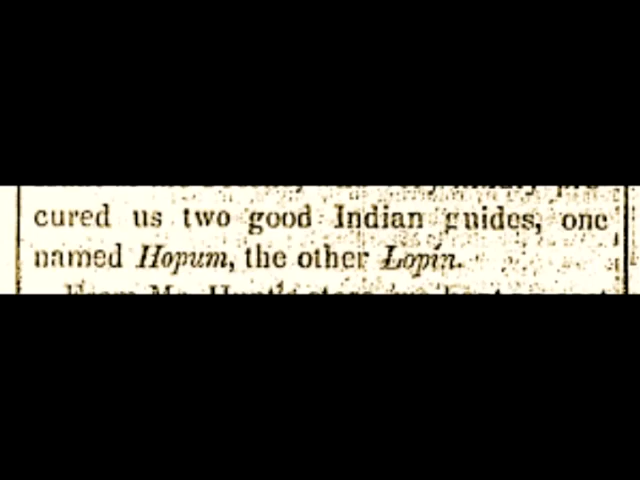 cured us two good Indian guides, one
named Hopum, the other Lopin.